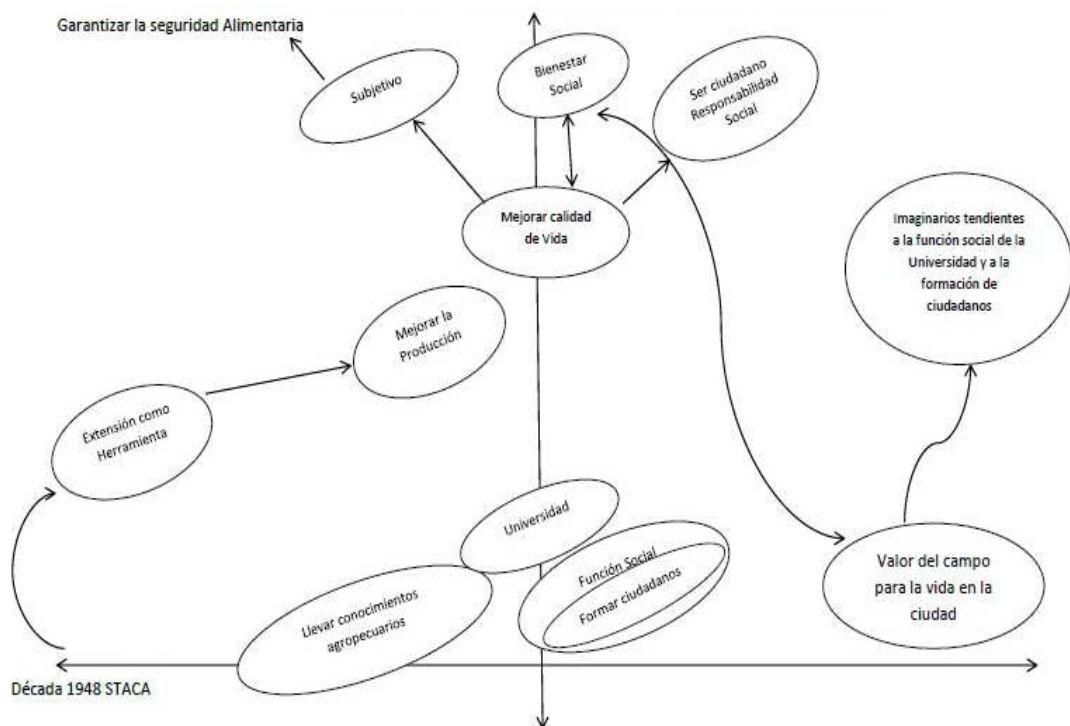 Garantizar la seguridad Alimentaria
Subjetivo
Bienestar
Social
Ser ciudadano
Responsabilidad
Social
Mejorar calidad
de Vida
Imaginarios tendientes
a la función social de la
Universidad y a la
formación de
ciudadanos
Mejorar la
Producción
Extensión como
Herramienta
Universidad
Función Social
Formar ciudadanos
Llevar conocimientos
agropecuarios
Valor del campo
para la vida en la
ciudad
Década 1948 STACA